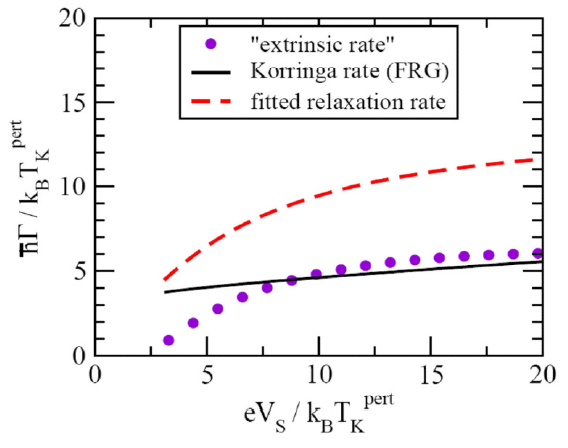 20
15
10
5
0
ħΓ / k_B T_K^pert
"extrinsic rate"
Korringa rate (FRG)
fitted relaxation rate
0 5 10 15 20
eV_S / k_B T_K^pert